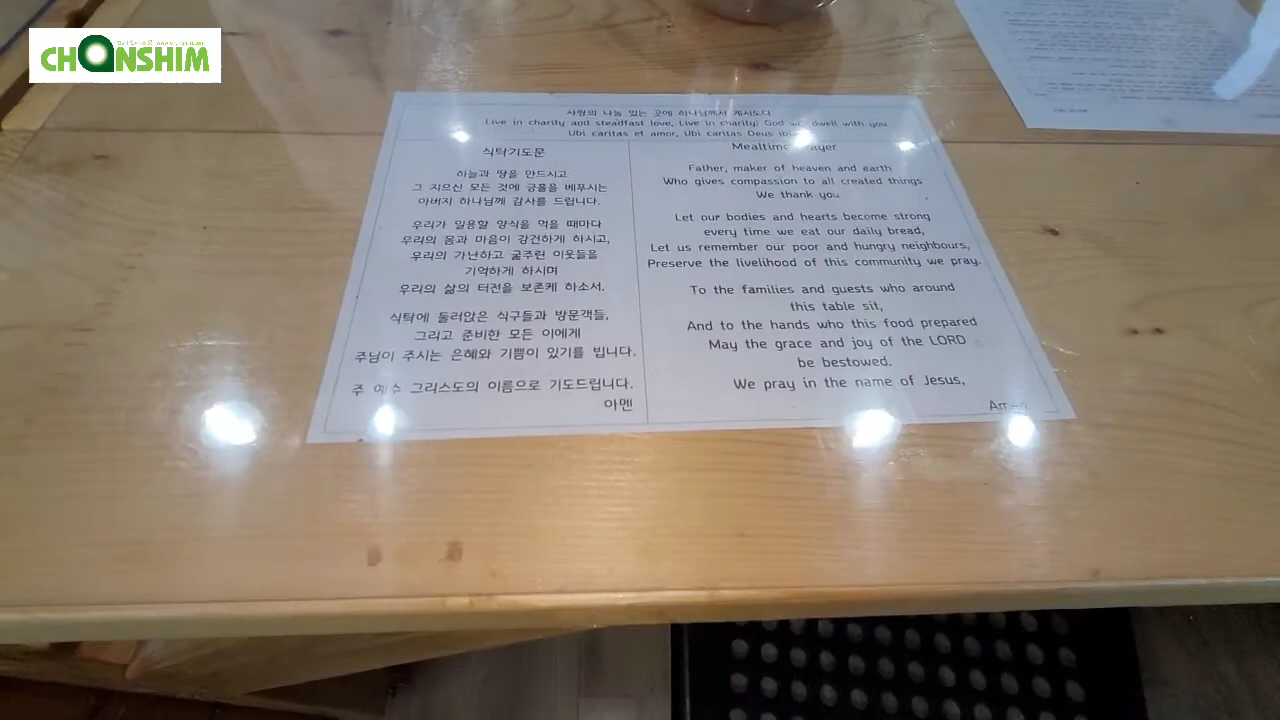 CHONSHIM
사랑의 나눔 있는 곳에 하나님께서 계시도다
Live in charity and steadfast love, Live in charity; God will dwell with you
Ubi caritas et amor, Ubi caritas Deus ibi
식탁기도문
하늘과 땅을 만드시고
그 지으신 모든 것에 긍휼을 베푸시는
아버지 하나님께 감사를 드립니다.
우리가 일용할 양식을 먹을 때마다
우리의 몸과 마음이 강건하게 하시고,
우리의 가난하고 굶주린 이웃들을
기억하게 하시며
우리의 삶의 터전을 보존케 하소서.
식탁에 둘러앉은 식구들과 방문객들,
그리고 준비한 모든 이에게
주님이 주시는 은혜와 기쁨이 있기를 빕니다.
주 예수 그리스도의 이름으로 기도드립니다.
아멘
Mealtime Prayer
Father, maker of heaven and earth
Who gives compassion to all created things
We thank you
Let our bodies and hearts become strong
every time we eat our daily bread,
Let us remember our poor and hungry neighbours,
Preserve the livelihood of this community we pray.
To the families and guests who around
this table sit,
And to the hands who this food prepared
May the grace and joy of the LORD
be bestowed.
We pray in the name of Jesus,